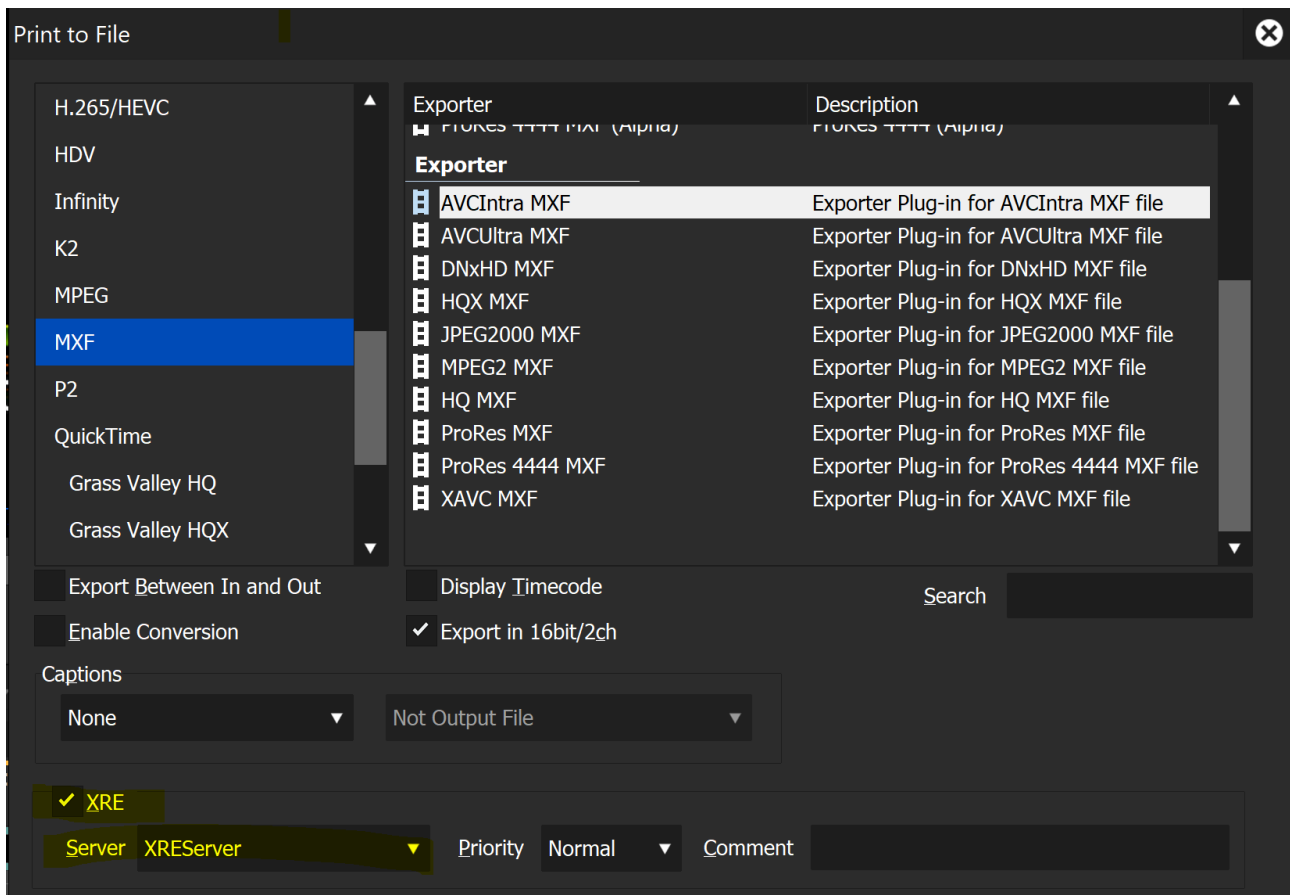 Print to File
H.265/HEVC
HDV
Infinity
K2
MPEG
MXF
P2
QuickTime
Grass Valley HQ
Grass Valley HQX
Exporter Description
ProRes 4444 MXF (Alpha) ProRes 4444 (Alpha)
Exporter
AVCIntra MXF Exporter Plug-in for AVCIntra MXF file
AVCUltra MXF Exporter Plug-in for AVCUltra MXF file
DNxHD MXF Exporter Plug-in for DNxHD MXF file
HQX MXF Exporter Plug-in for HQX MXF file
JPEG2000 MXF Exporter Plug-in for JPEG2000 MXF file
MPEG2 MXF Exporter Plug-in for MPEG2 MXF file
HQ MXF Exporter Plug-in for HQ MXF file
ProRes MXF Exporter Plug-in for ProRes MXF file
ProRes 4444 MXF Exporter Plug-in for ProRes 4444 MXF file
XAVC MXF Exporter Plug-in for XAVC MXF file
Export Between In and Out Display Timecode Search
Enable Conversion Export in 16bit/2ch
Captions
None Not Output File
XRE
Server XREServer Priority Normal Comment